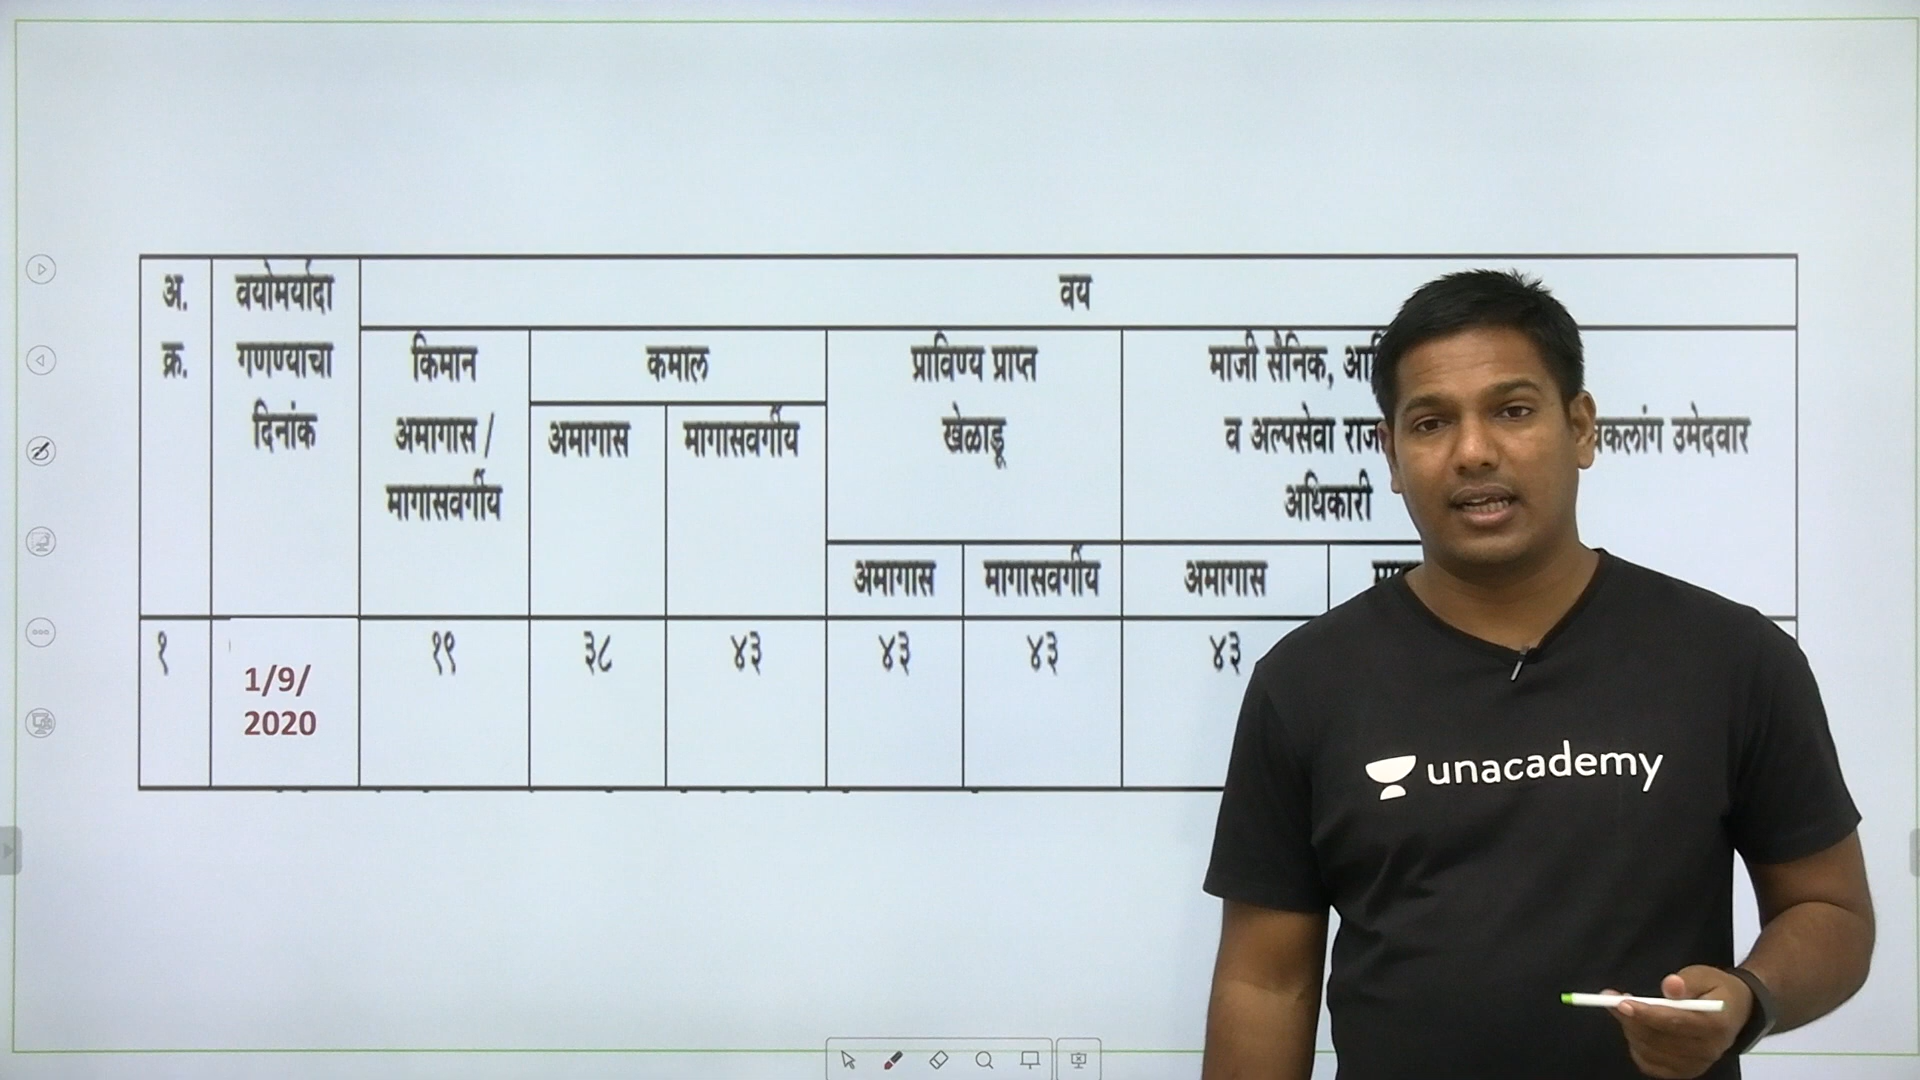 अ.
क्र.
वयोमर्यादा
गणण्याचा
दिनांक
वय
किमान
अमागास /
मागासवर्गीय
कमाल
अमागास
मागासवर्गीय
प्राविण्य प्राप्त
खेळाडू
अमागास
मागासवर्गीय
माजी सैनिक,
व अल्पसेवा
अधिकारी
अमागास
उमेदवार
१
1/9/
2020
१९
३८
४३
४३
४३
४३
unacademy